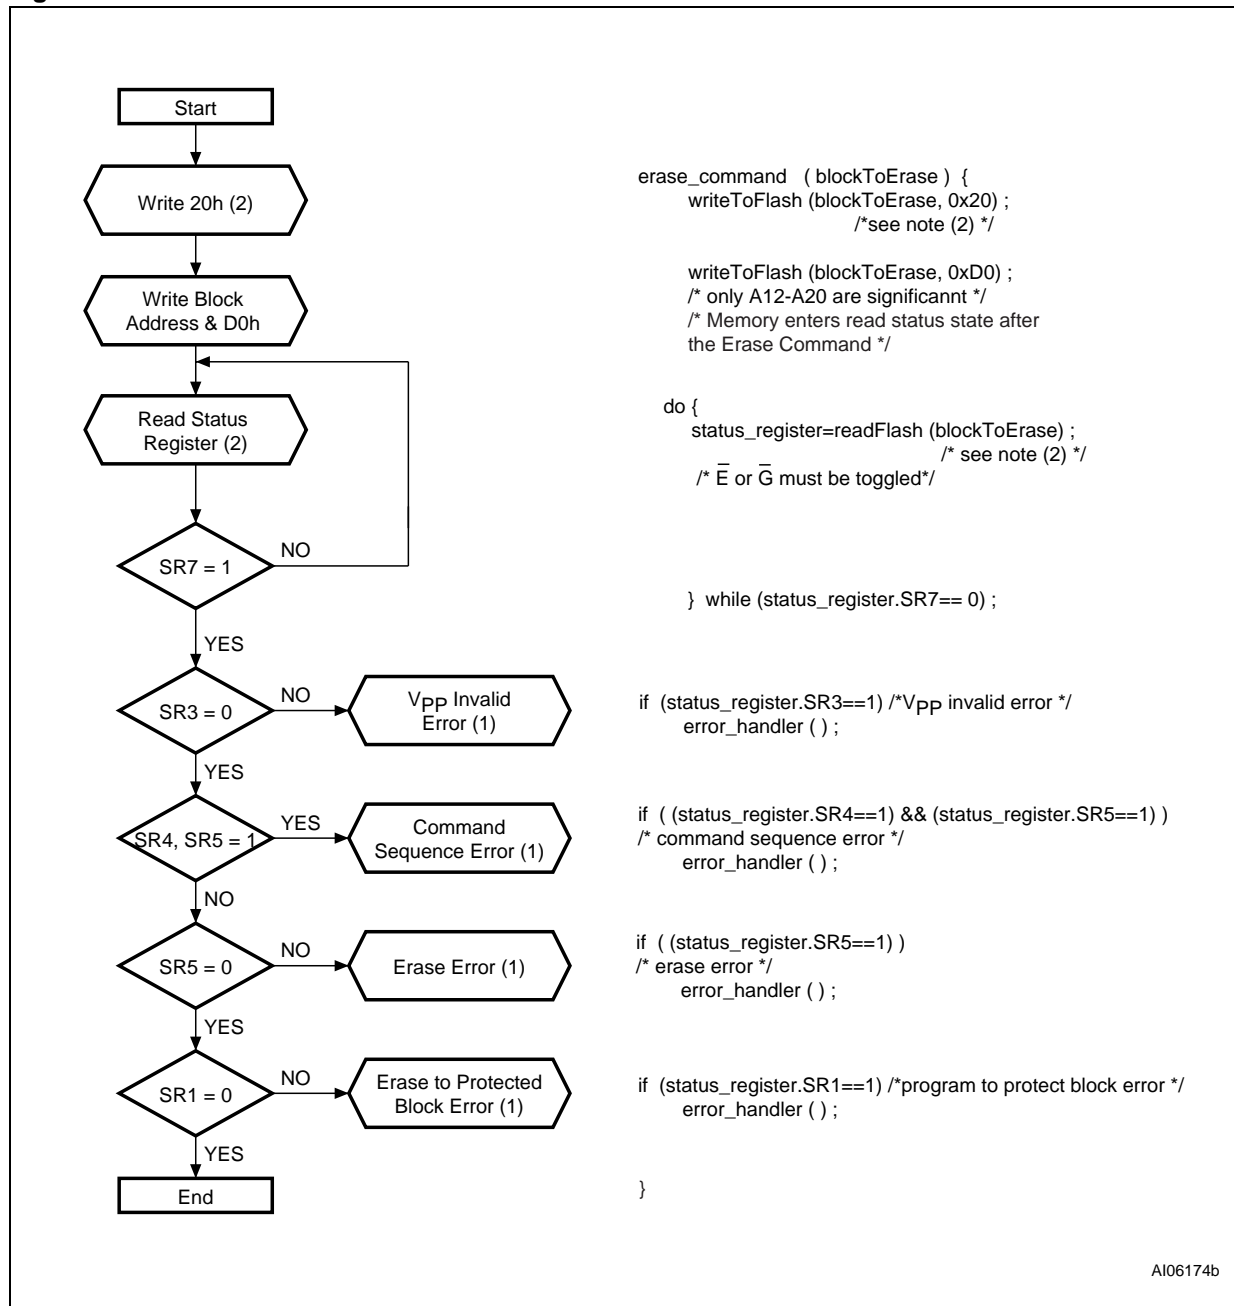 Start
Write 20h (2)
Write Block
Address & D0h
Read Status
Register (2)
NO
SR7 = 1
YES
NO
SR3 = 0
VPP Invalid
Error (1)
YES
YES
SR4, SR5 = 1
Command
Sequence Error (1)
NO
NO
SR5 = 0
Erase Error (1)
YES
NO
SR1 = 0
Erase to Protected
Block Error (1)
YES
End
erase_command ( blockToErase ) {
writeToFlash (blockToErase, 0x20) ;
/*see note (2) */
writeToFlash (blockToErase, 0xD0) ;
/* only A12-A20 are significannt */
/* Memory enters read status state after
the Erase Command */
do {
status_register=readFlash (blockToErase) ;
/* see note (2) */
/* E̅ or G̅ must be toggled*/
} while (status_register.SR7== 0) ;
if (status_register.SR3==1) /*VPP invalid error */
error_handler ( ) ;
if ( (status_register.SR4==1) && (status_register.SR5==1) )
/* command sequence error */
error_handler ( ) ;
if ( (status_register.SR5==1) )
/* erase error */
error_handler ( ) ;
if (status_register.SR1==1) /*program to protect block error */
error_handler ( ) ;
}
AI06174b